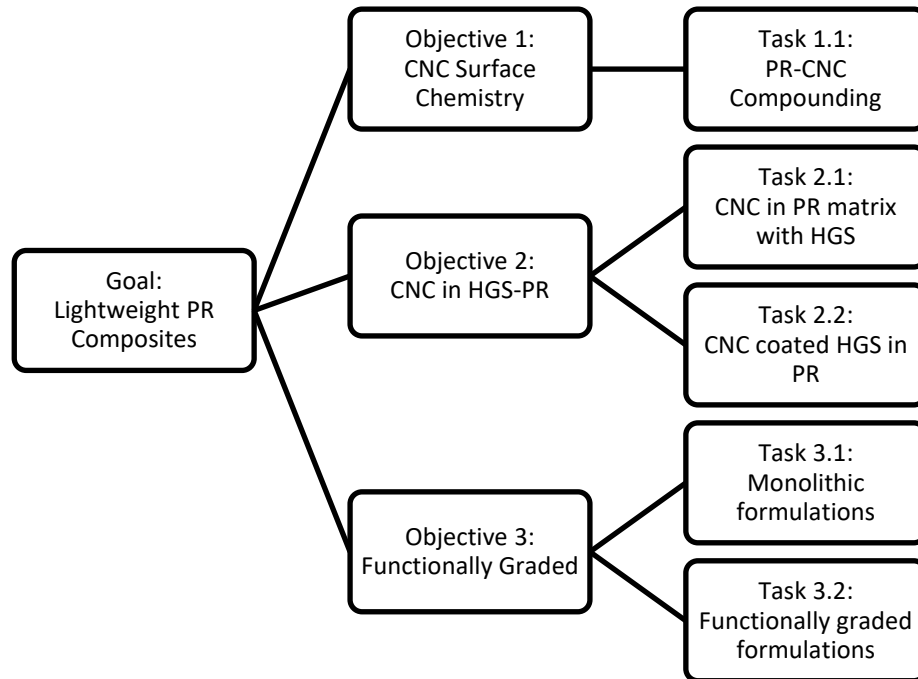 Goal:
Lightweight PR
Composites
Objective 1:
CNC Surface
Chemistry
Task 1.1:
PR-CNC
Compounding
Objective 2:
CNC in HGS-PR
Task 2.1:
CNC in PR matrix
with HGS
Task 2.2:
CNC coated HGS in
PR
Objective 3:
Functionally Graded
Task 3.1:
Monolithic
formulations
Task 3.2:
Functionally graded
formulations